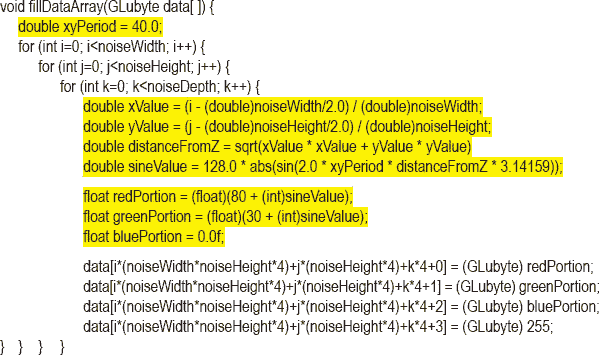 void fillDataArray(GLubyte data[ ]) {
double xyPeriod = 40.0;
for (int i=0; i<noiseWidth; i++) {
for (int j=0; j<noiseHeight; j++) {
for (int k=0; k<noiseDepth; k++) {
double xValue = (i - (double)noiseWidth/2.0) / (double)noiseWidth;
double yValue = (j - (double)noiseHeight/2.0) / (double)noiseHeight;
double distanceFromZ = sqrt(xValue * xValue + yValue * yValue)
double sineValue = 128.0 * abs(sin(2.0 * xyPeriod * distanceFromZ * 3.14159));
float redPortion = (float)(80 + (int)sineValue);
float greenPortion = (float)(30 + (int)sineValue);
float bluePortion = 0.0f;
data[i*(noiseWidth*noiseHeight*4)+j*(noiseHeight*4)+k*4+0] = (GLubyte) redPortion;
data[i*(noiseWidth*noiseHeight*4)+j*(noiseHeight*4)+k*4+1] = (GLubyte) greenPortion;
data[i*(noiseWidth*noiseHeight*4)+j*(noiseHeight*4)+k*4+2] = (GLubyte) bluePortion;
data[i*(noiseWidth*noiseHeight*4)+j*(noiseHeight*4)+k*4+3] = (GLubyte) 255;
} } } }